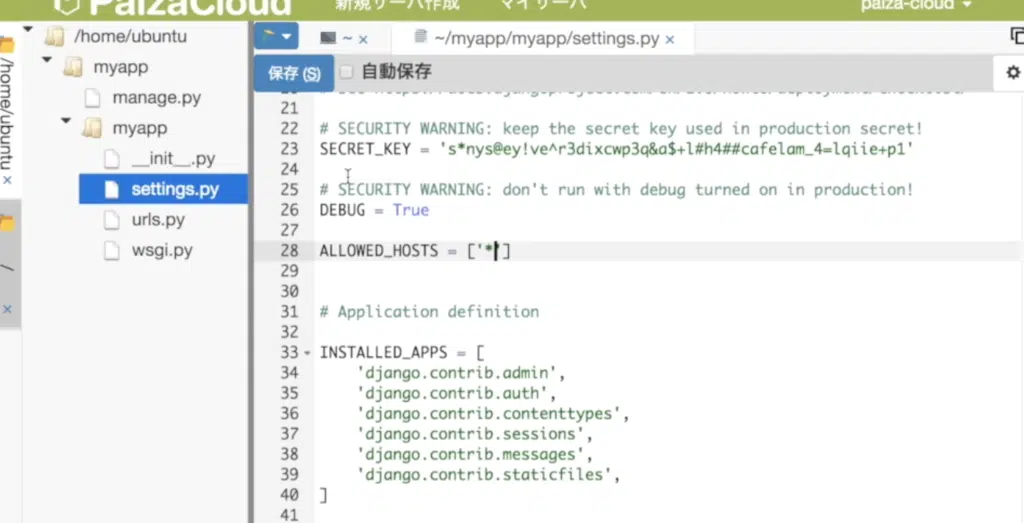 PaizaCloud 新規サーバ作成 マイサーバ paiza-cloud
/home/ubuntu
myapp
manage.py
myapp
__init__.py
settings.py
urls.py
wsgi.py
/home/ubuntu
/
~ ×
~/myapp/myapp/settings.py ×
保存 (S) 自動保存
21
22 # SECURITY WARNING: keep the secret key used in production secret!
23 SECRET_KEY = 's*nys@ey!ve^r3dixcwp3q&a$+l#h4##cafelam_4=lqiie+p1'
24
25 # SECURITY WARNING: don't run with debug turned on in production!
26 DEBUG = True
27
28 ALLOWED_HOSTS = ['*']
29
30
31 # Application definition
32
33 INSTALLED_APPS = [
34 'django.contrib.admin',
35 'django.contrib.auth',
36 'django.contrib.contenttypes',
37 'django.contrib.sessions',
38 'django.contrib.messages',
39 'django.contrib.staticfiles',
40 ]
41